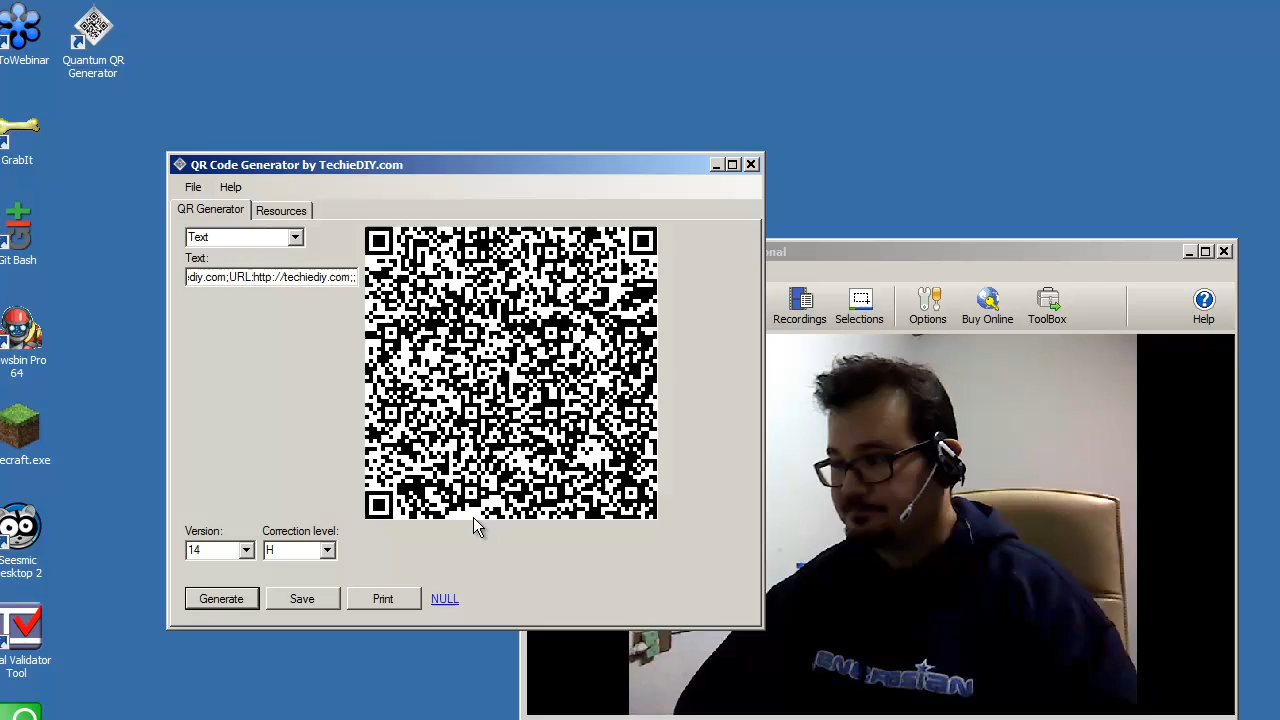 ToWebinar
Quantum QR
Generator
GrabIt
Git Bash
wsbin Pro
64
ecraft.exe
Seesmic
esktop 2
al Validator
Tool
QR Code Generator by TechieDIY.com
File
Help
QR Generator
Resources
Text
Text:
diy.com;URL:http://techiediy.com;;
Version:
Correction level:
14
H
Generate
Save
Print
NULL
onal
Recordings
Selections
Options
Buy Online
ToolBox
Help